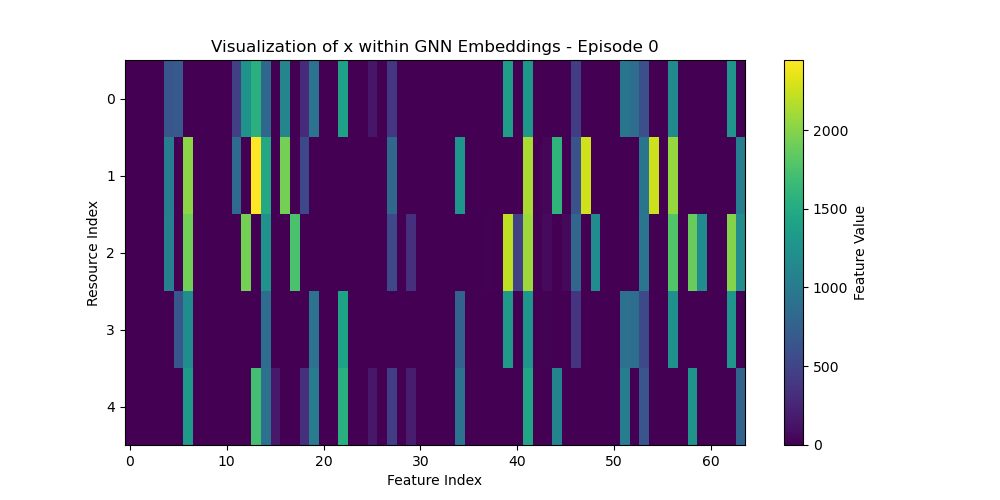 Visualization of x within GNN Embeddings - Episode 0
0
1
2
3
4
Resource Index
0 10 20 30 40 50 60
Feature Index
2000
1500
1000
500
0
Feature Value